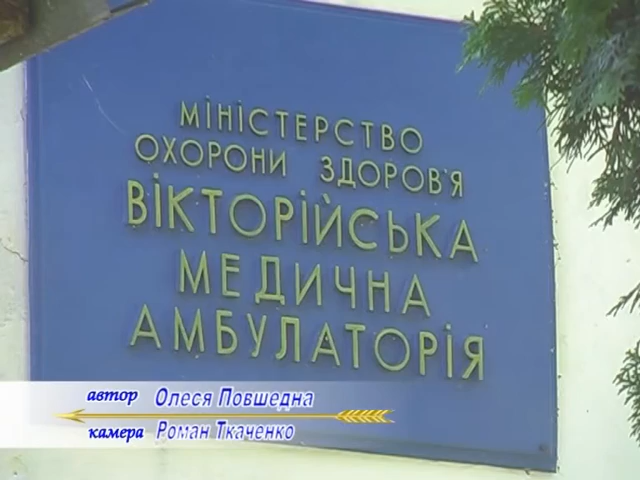 МІНІСТЕРСТВО
ОХОРОНИ ЗДОРОВ'Я
ВІКТОРІЙСЬКА
МЕДИЧНА
АМБУЛАТОРІЯ
автор Олеся Повшедна
камера Роман Ткаченко